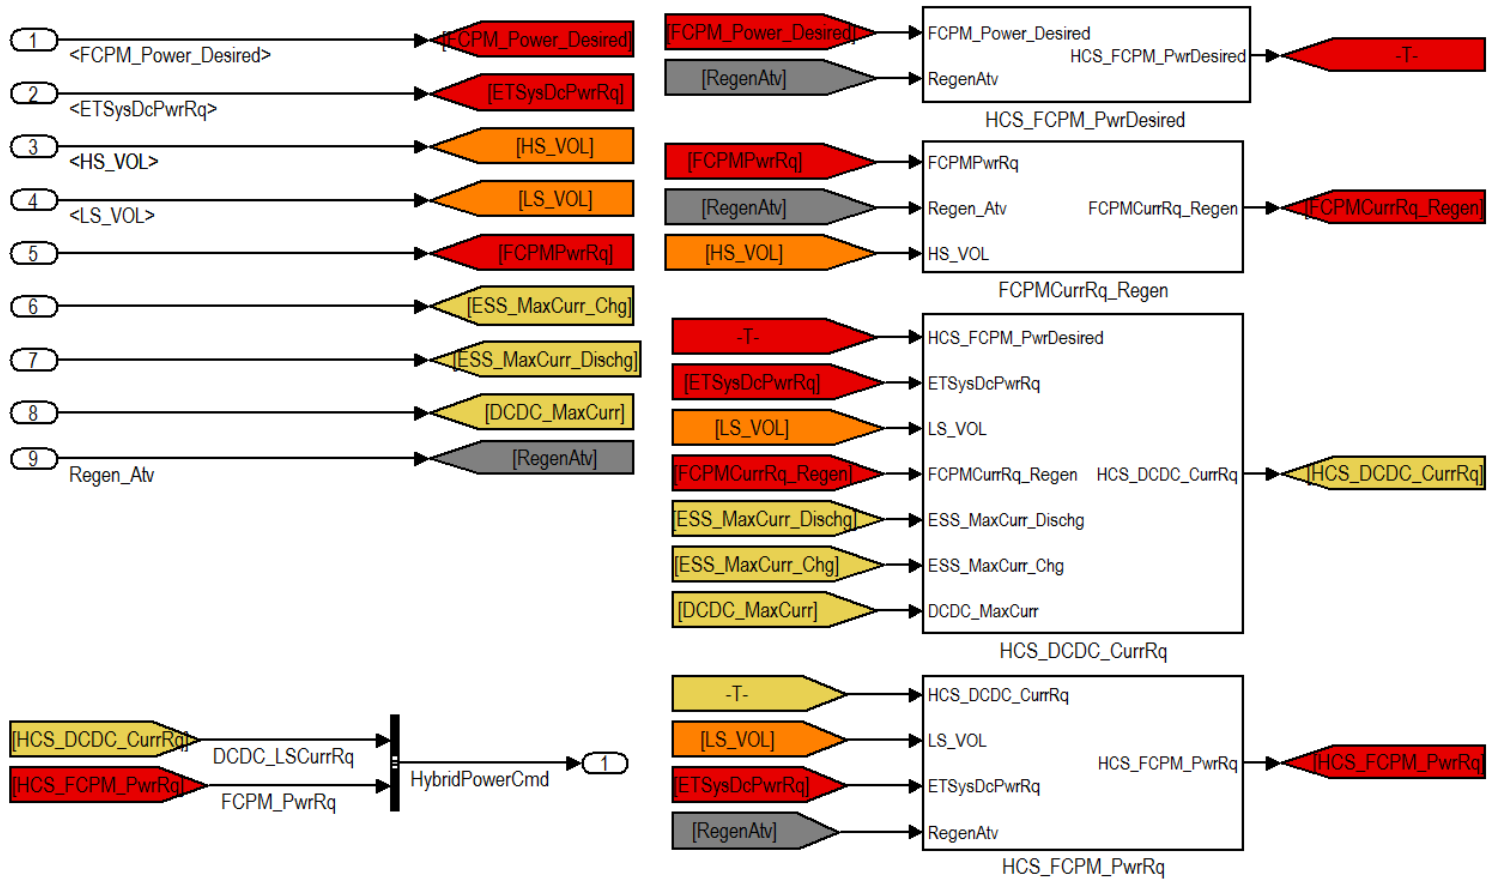 1
<FCPM_Power_Desired>
[FCPM_Power_Desired]
2
<ETSysDcPwrRq>
[ETSysDcPwrRq]
3
<HS_VOL>
[HS_VOL]
4
<LS_VOL>
[LS_VOL]
5
[FCPMPwrRq]
6
[ESS_MaxCurr_Chg]
7
[ESS_MaxCurr_Dischg]
8
[DCDC_MaxCurr]
9
Regen_Atv
[RegenAtv]
[HCS_DCDC_CurrRq]
DCDC_LSCurrRq
[HCS_FCPM_PwrRq]
FCPM_PwrRq
HybridPowerCmd
1
[FCPM_Power_Desired]
[RegenAtv]
FCPM_Power_Desired
HCS_FCPM_PwrDesired
RegenAtv
-T-
HCS_FCPM_PwrDesired
[FCPMPwrRq]
[RegenAtv]
[HS_VOL]
FCPMPwrRq
Regen_Atv
FCPMCurrRq_Regen
HS_VOL
[FCPMCurrRq_Regen]
FCPMCurrRq_Regen
-T-
[ETSysDcPwrRq]
[LS_VOL]
[FCPMCurrRq_Regen]
[ESS_MaxCurr_Dischg]
[ESS_MaxCurr_Chg]
[DCDC_MaxCurr]
HCS_FCPM_PwrDesired
ETSysDcPwrRq
LS_VOL
FCPMCurrRq_Regen
HCS_DCDC_CurrRq
ESS_MaxCurr_Dischg
ESS_MaxCurr_Chg
DCDC_MaxCurr
[HCS_DCDC_CurrRq]
HCS_DCDC_CurrRq
-T-
[LS_VOL]
[ETSysDcPwrRq]
[RegenAtv]
HCS_DCDC_CurrRq
LS_VOL
HCS_FCPM_PwrRq
ETSysDcPwrRq
RegenAtv
[HCS_FCPM_PwrRq]
HCS_FCPM_PwrRq